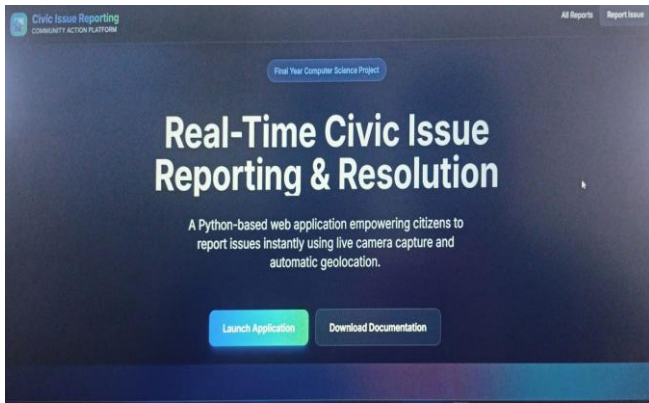 Civic Issue Reporting
COMMUNITY ACTION PLATFORM
All Reports
Report Issue
Final Year Computer Science Project
Real-Time Civic Issue
Reporting & Resolution
A Python-based web application empowering citizens to
report issues instantly using live camera capture and
automatic geolocation.
Launch Application
Download Documentation